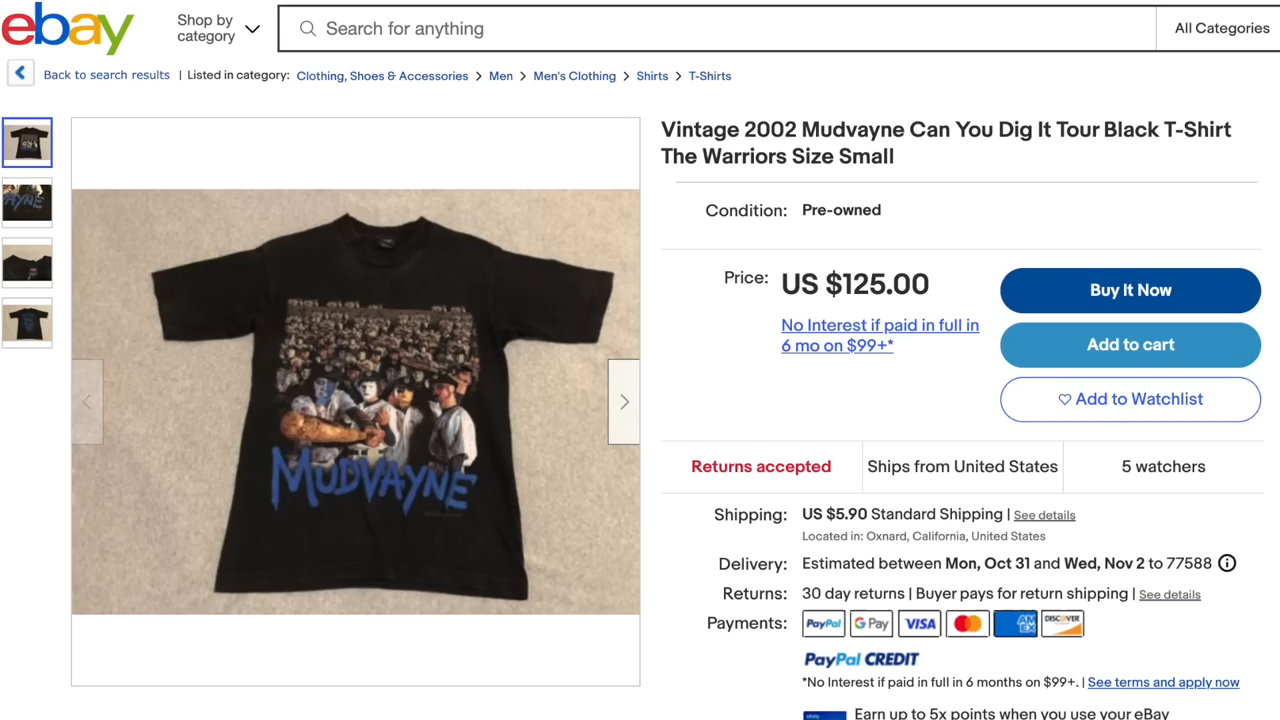 ebay
Shop by
category
Search for anything
All Categories
Back to search results | Listed in category: Clothing, Shoes & Accessories > Men > Men's Clothing > Shirts > T-Shirts
Vintage 2002 Mudvayne Can You Dig It Tour Black T-Shirt
The Warriors Size Small
Condition: Pre-owned
Price: US $125.00
No Interest if paid in full in
6 mo on $99+*
Buy It Now
Add to cart
Add to Watchlist
MUDVAYNE
Returns accepted
Ships from United States
5 watchers
Shipping: US $5.90 Standard Shipping | See details
Located in: Oxnard, California, United States
Delivery: Estimated between Mon, Oct 31 and Wed, Nov 2 to 77588
Returns: 30 day returns | Buyer pays for return shipping | See details
Payments: PayPal G Pay VISA AMEX DISCOVER
PayPal CREDIT
*No Interest if paid in full in 6 months on $99+. | See terms and apply now
ebay
Earn up to 5x points when you use your eBay